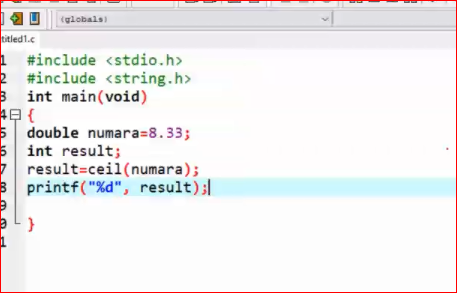 (globals)
titled1.c
1 #include <stdio.h>
2 #include <string.h>
3 int main(void)
4 {
5 double numara=8.33;
6 int result;
7 result=ceil(numara);
8 printf("%d", result);
9
0 }
1